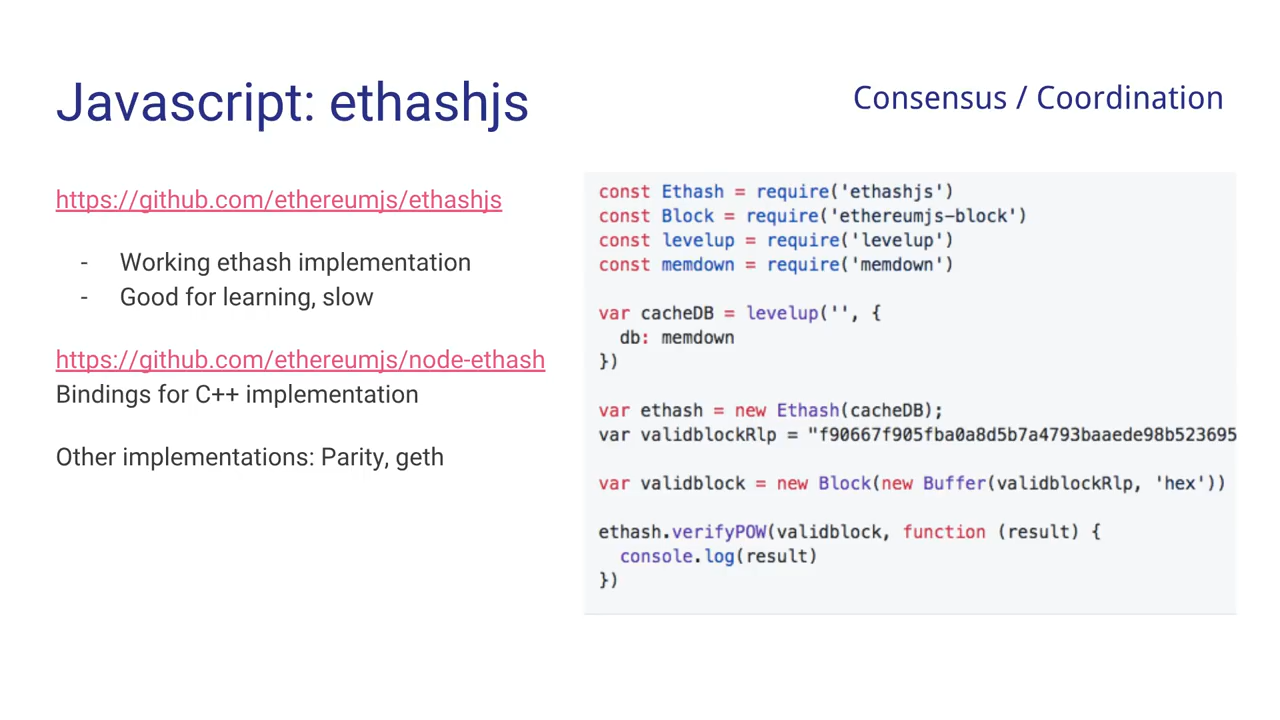 Javascript: ethashjs
Consensus / Coordination
https://github.com/ethereumjs/ethashjs
- Working ethash implementation
- Good for learning, slow
https://github.com/ethereumjs/node-ethash
Bindings for C++ implementation
Other implementations: Parity, geth
const Ethash = require('ethashjs')
const Block = require('ethereumjs-block')
const levelup = require('levelup')
const memdown = require('memdown')
var cacheDB = levelup('', {
  db: memdown
})
var ethash = new Ethash(cacheDB);
var validblockRlp = "f90667f905fba0a8d5b7a4793baaede98b523695
var validblock = new Block(new Buffer(validblockRlp, 'hex'))
ethash.verifyPOW(validblock, function (result) {
  console.log(result)
})